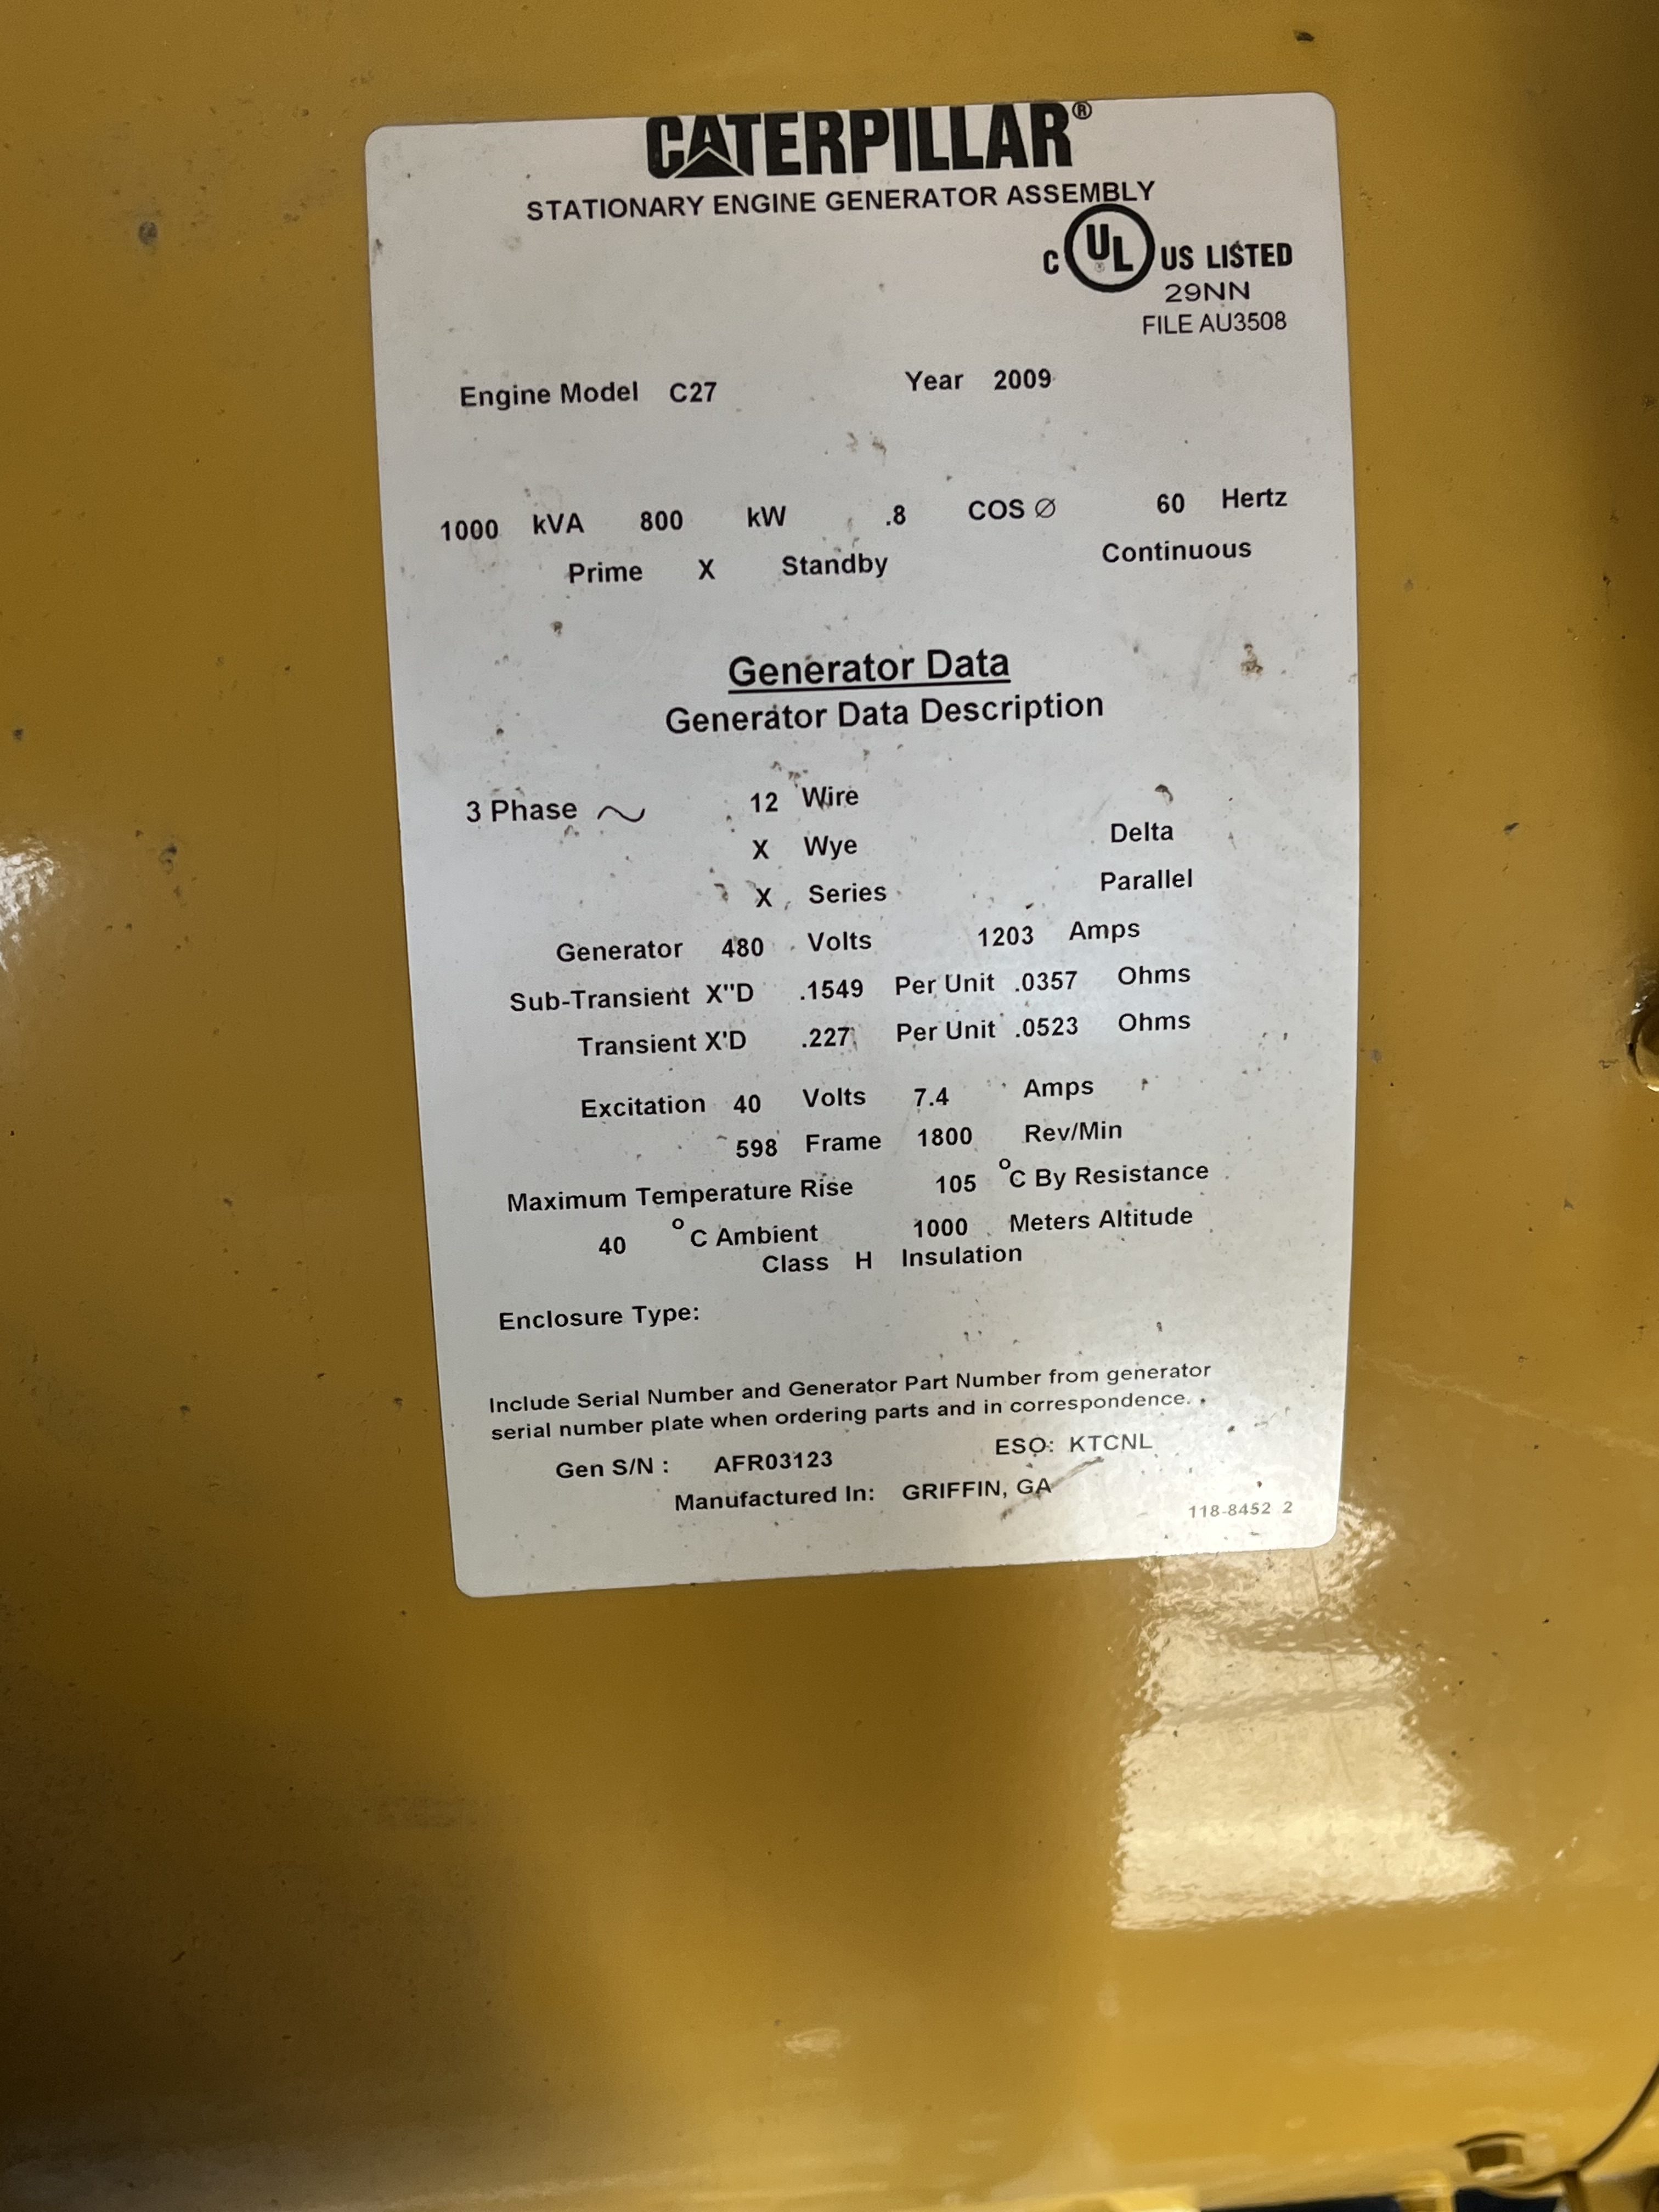 CATERPILLAR®
STATIONARY ENGINE GENERATOR ASSEMBLY
C UL® US LISTED
29NN
FILE AU3508
Engine Model C27 Year 2009
1000 kVA 800 kW .8 COS Ø 60 Hertz
Prime X Standby Continuous
Generator Data
Generator Data Description
3 Phase ~ 12 Wire
X Wye Delta
X Series Parallel
Generator 480 Volts 1203 Amps
Sub-Transient X"D .1549 Per Unit .0357 Ohms
Transient X'D .227 Per Unit .0523 Ohms
Excitation 40 Volts 7.4 Amps
598 Frame 1800 Rev/Min
Maximum Temperature Rise 105 °C By Resistance
40 °C Ambient 1000 Meters Altitude
Class H Insulation
Enclosure Type:
Include Serial Number and Generator Part Number from generator
serial number plate when ordering parts and in correspondence.
Gen S/N : AFR03123 ESO: KTCNL
Manufactured In: GRIFFIN, GA
118-8452 2